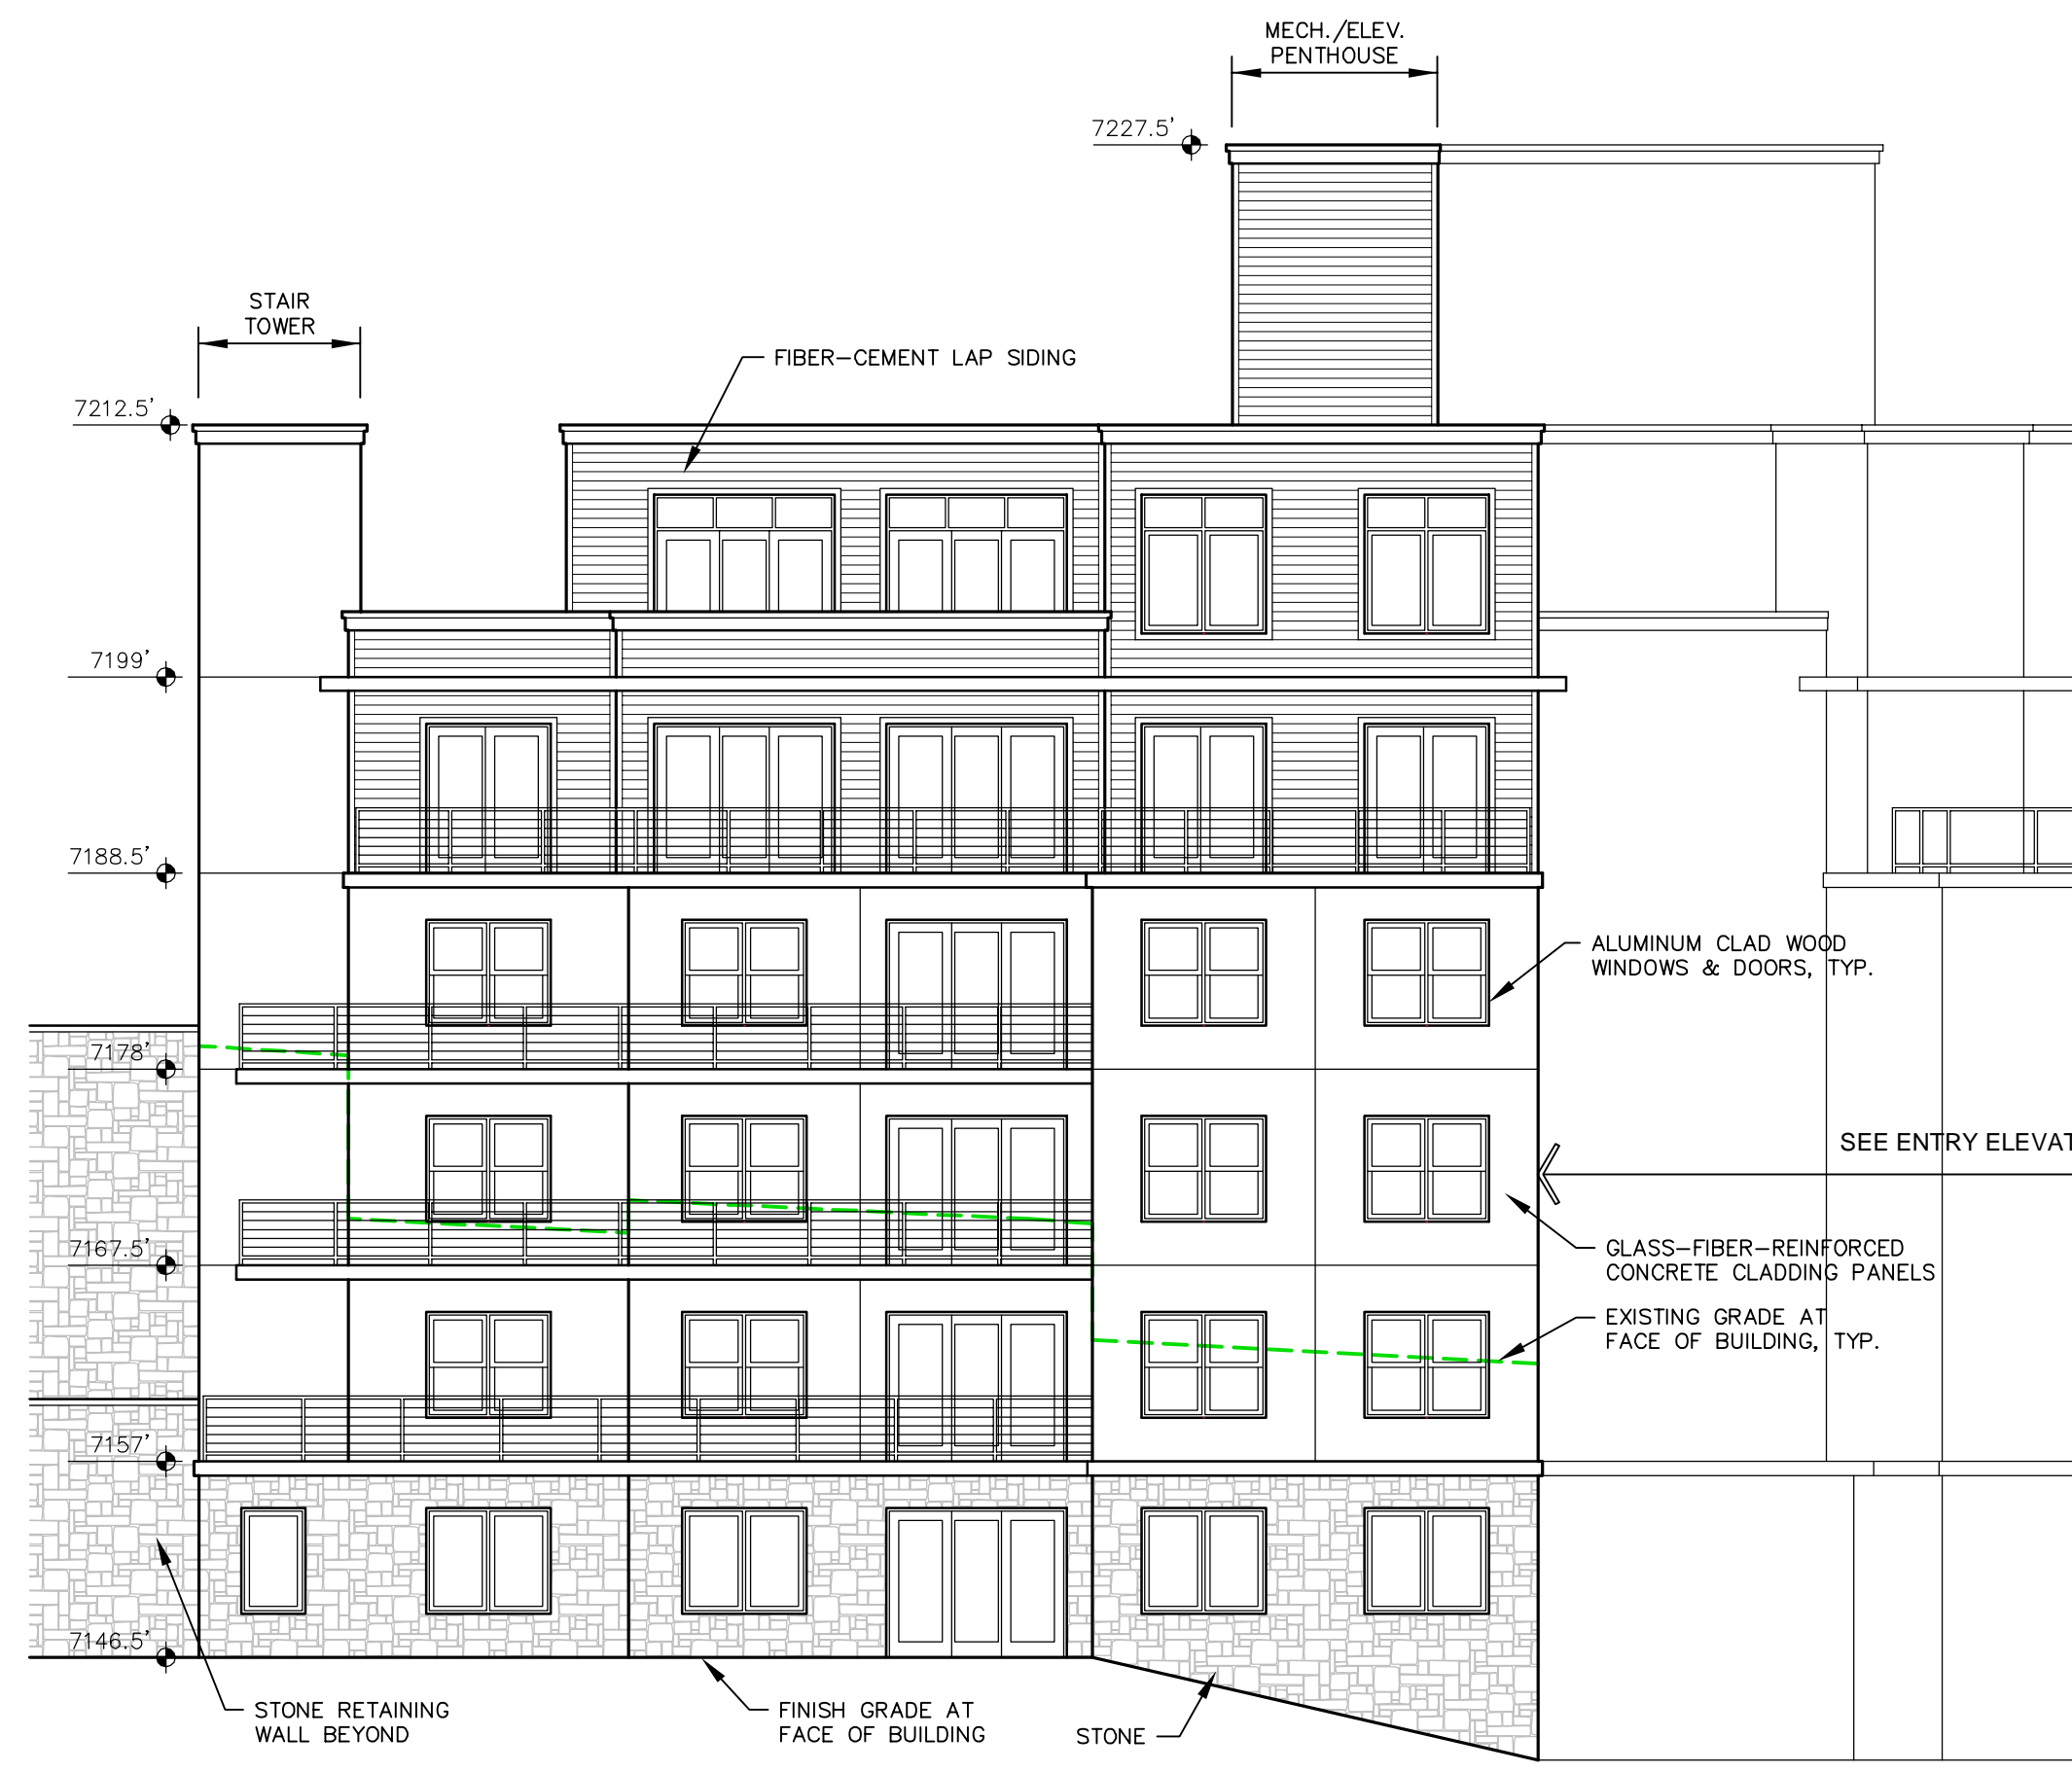 MECH./ELEV.
PENTHOUSE
7227.5'
STAIR
TOWER
FIBER-CEMENT LAP SIDING
7212.5'
7199'
7188.5'
ALUMINUM CLAD WOOD
WINDOWS & DOORS, TYP.
7178'
SEE ENTRY ELEVAT
7167.5'
GLASS-FIBER-REINFORCED
CONCRETE CLADDING PANELS
EXISTING GRADE AT
FACE OF BUILDING, TYP.
7157'
7146.5'
STONE RETAINING
WALL BEYOND
FINISH GRADE AT
FACE OF BUILDING
STONE